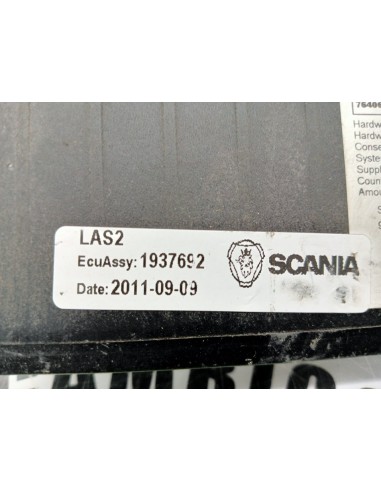 LAS2
EcuAssy: 1937692
SCANIA
Date: 2011-09-09
Hardw
Hardw
Conse
Syste
Suppl
Coun
Amou